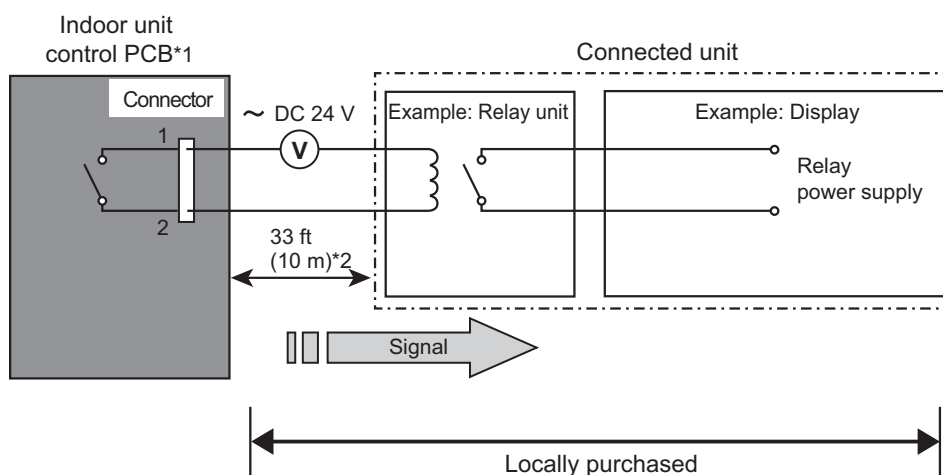 Indoor unit
control PCB*1
Connected unit
Connector
~ DC 24 V
Example: Relay unit
Example: Display
1
V
Relay
power supply
2
33 ft
(10 m)*2
Signal
Locally purchased